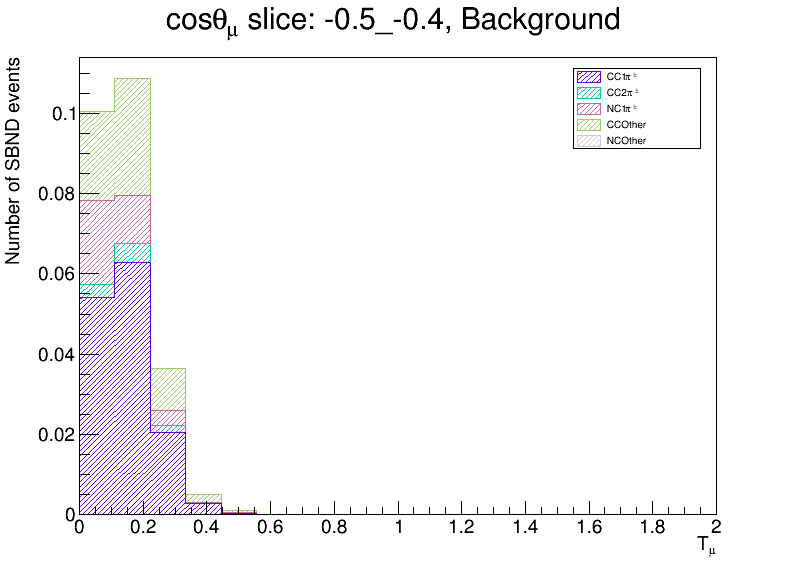 cosθμ slice: -0.5_-0.4, Background
Number of SBND events
0.1
0.08
0.06
0.04
0.02
0
0 0.2 0.4 0.6 0.8 1 1.2 1.4 1.6 1.8 2
Tμ
CC1π ±
CC2π ±
NC1π ±
CCOther
NCOther